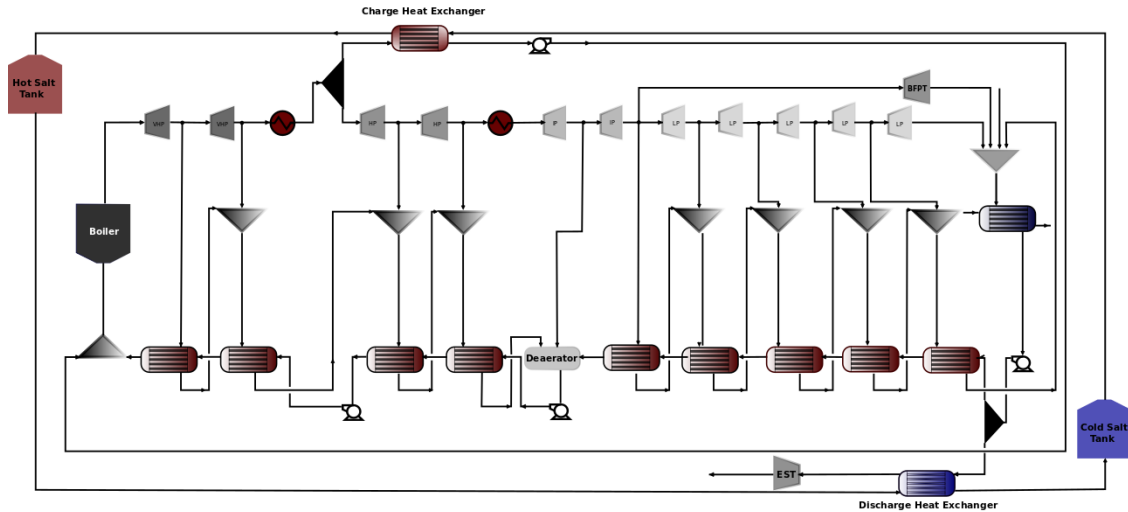 Charge Heat Exchanger
Hot Salt
Tank
BFPT
VHP
VHP
HP
HP
IP
IP
LP
LP
LP
LP
LP
Boiler
Deaerator
Cold Salt
Tank
EST
Discharge Heat Exchanger